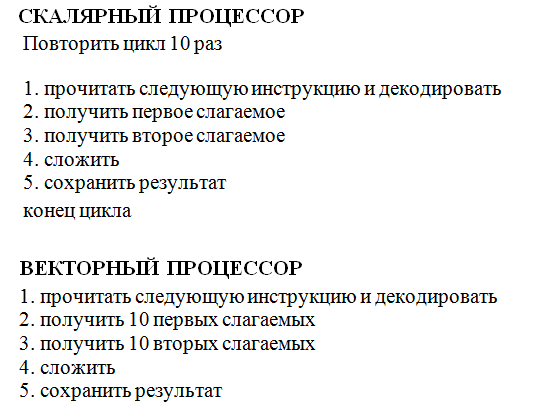 СКАЛЯРНЫЙ ПРОЦЕССОР
Повторить цикл 10 раз
1. прочитать следующую инструкцию и декодировать
2. получить первое слагаемое
3. получить второе слагаемое
4. сложить
5. сохранить результат
конец цикла
ВЕКТОРНЫЙ ПРОЦЕССОР
1. прочитать следующую инструкцию и декодировать
2. получить 10 первых слагаемых
3. получить 10 вторых слагаемых
4. сложить
5. сохранить результат